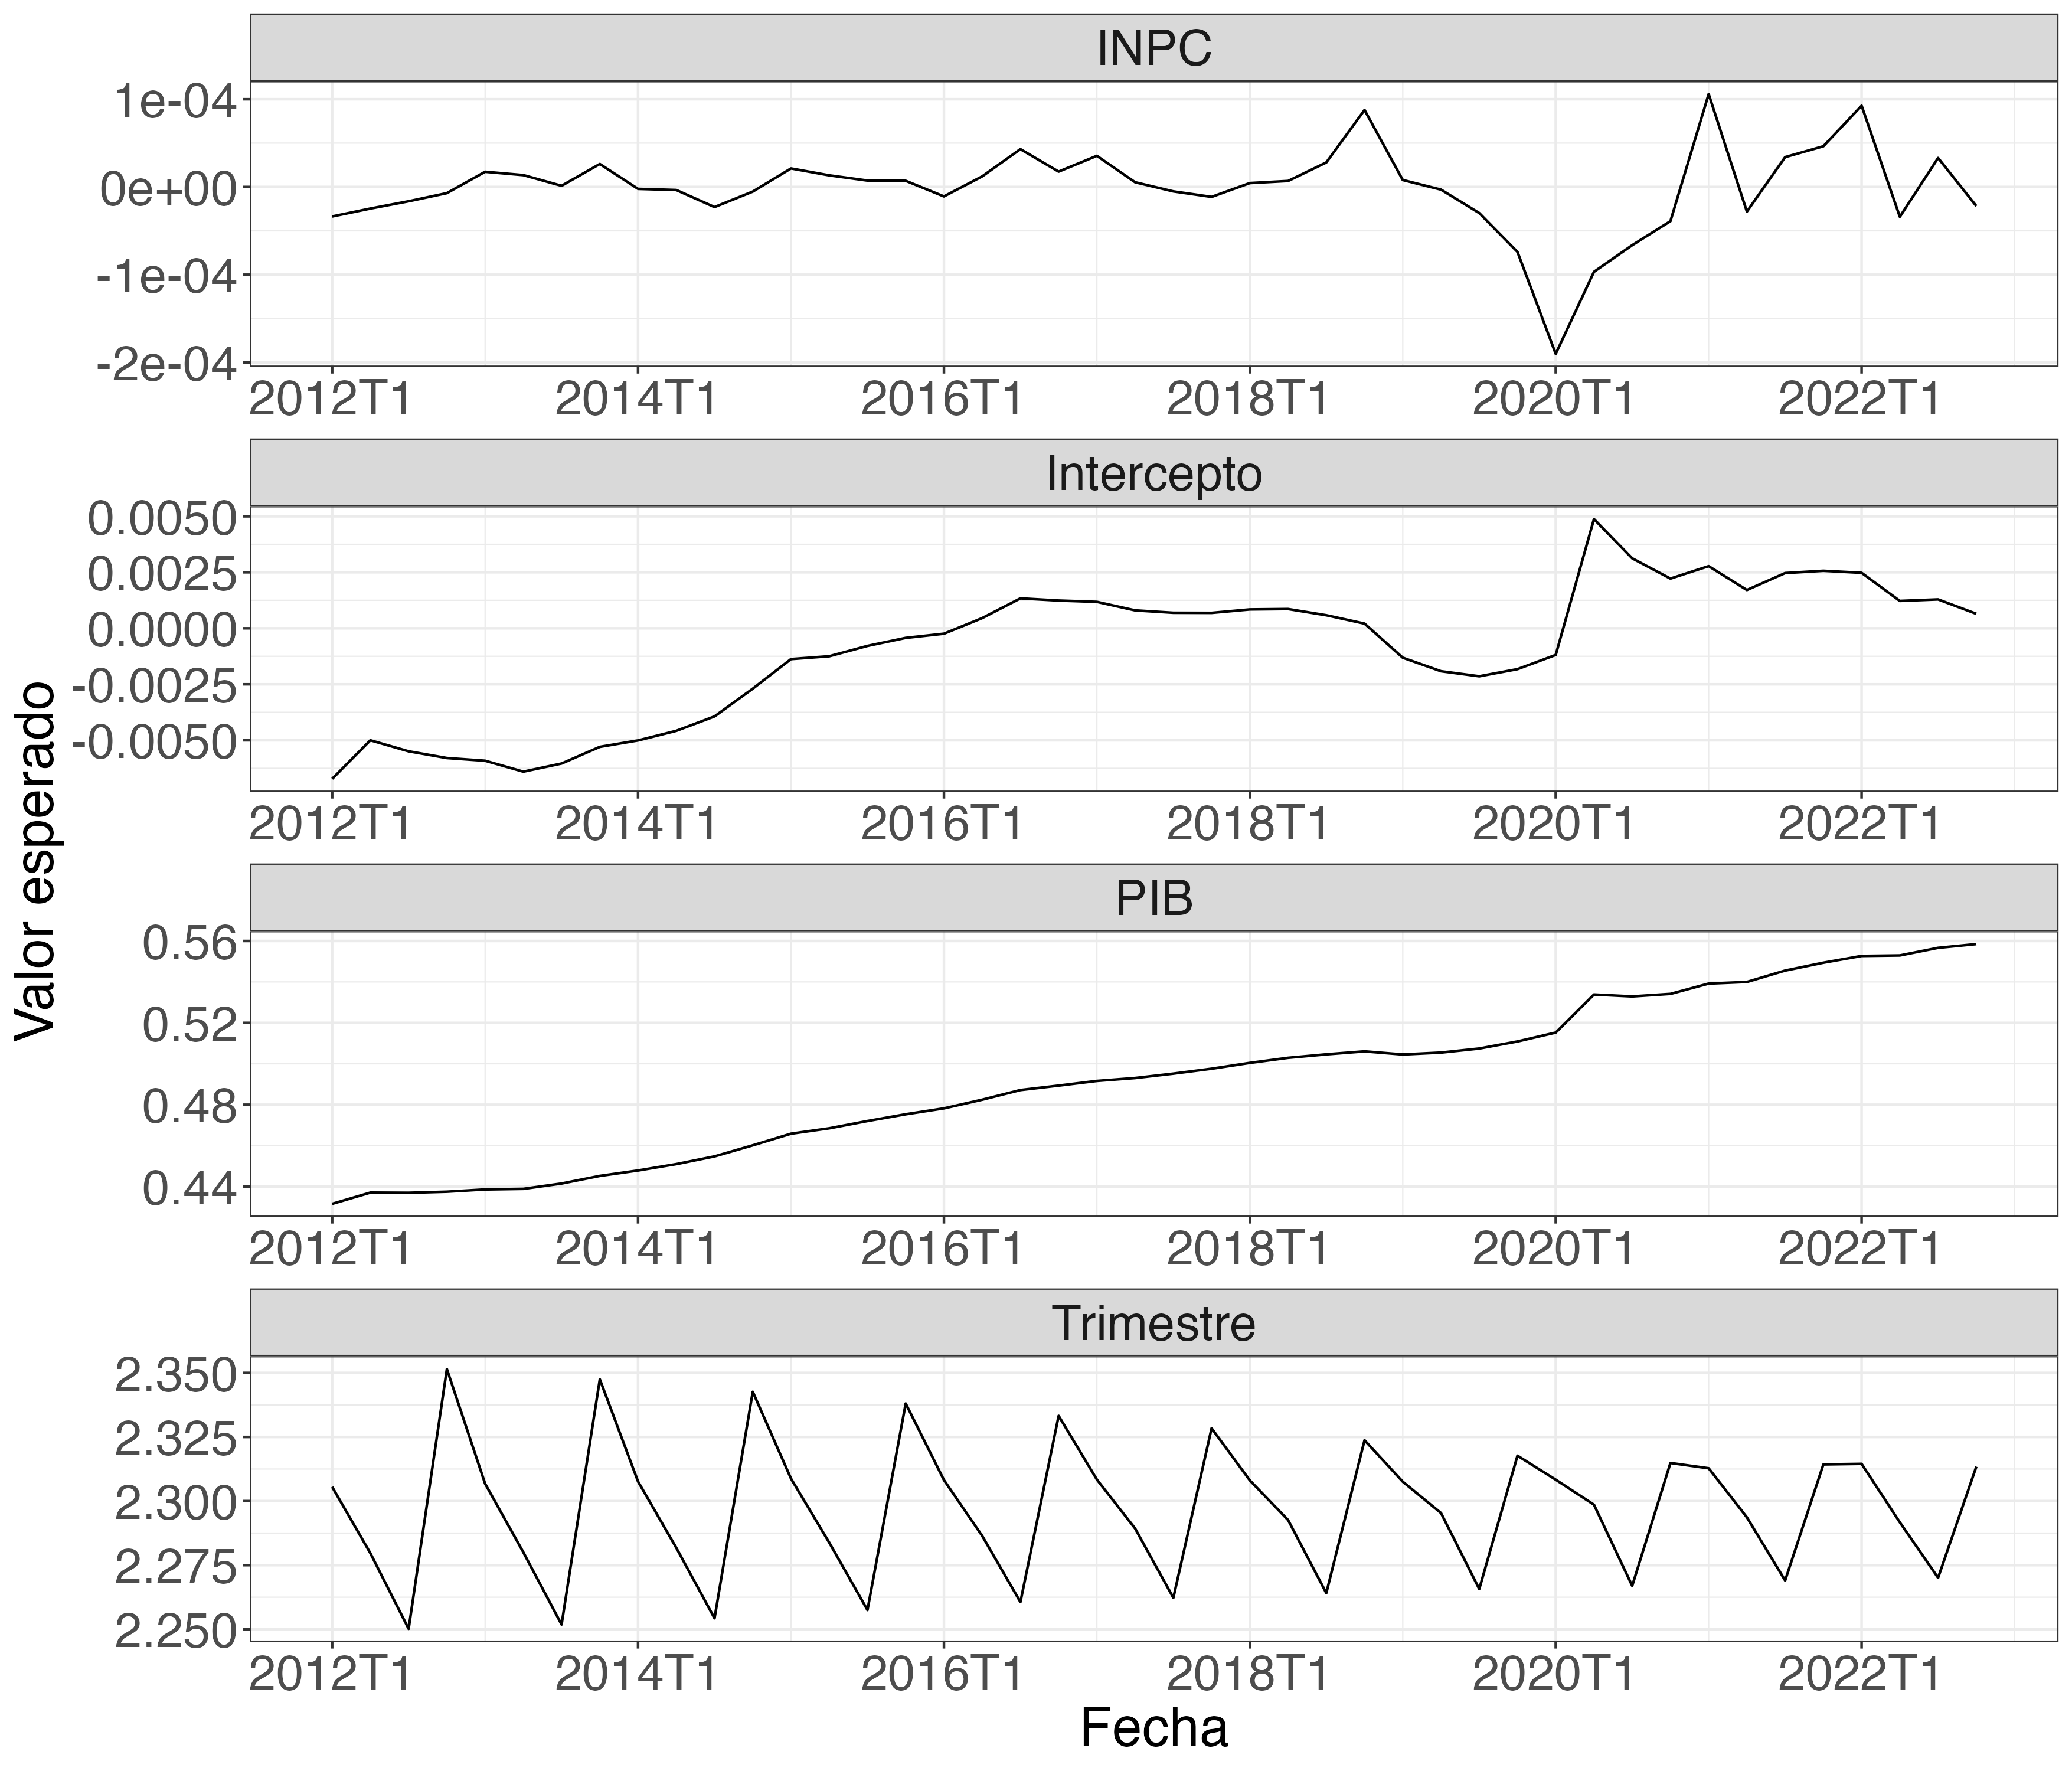 INPC
1e-04
0e+00
-1e-04
-2e-04
2012T1 2014T1 2016T1 2018T1 2020T1 2022T1
Intercepto
0.0050
0.0025
0.0000
-0.0025
-0.0050
2012T1 2014T1 2016T1 2018T1 2020T1 2022T1
Valor esperado
PIB
0.56
0.52
0.48
0.44
2012T1 2014T1 2016T1 2018T1 2020T1 2022T1
Trimestre
2.350
2.325
2.300
2.275
2.250
2012T1 2014T1 2016T1 2018T1 2020T1 2022T1
Fecha